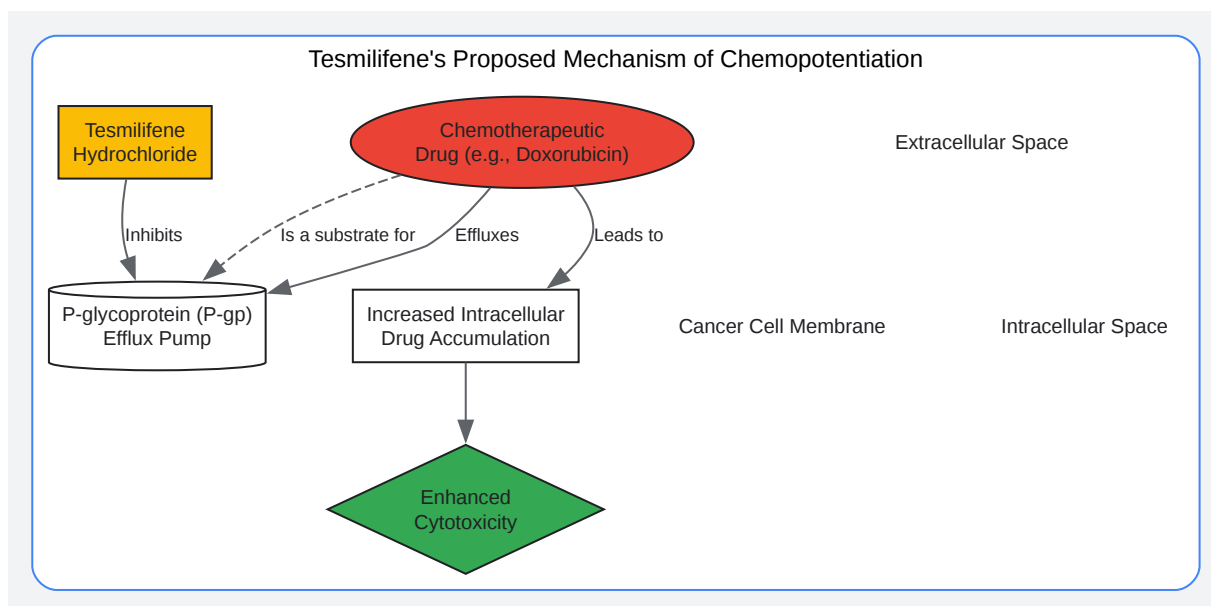 Tesmilifene's Proposed Mechanism of Chemopotentiation
Tesmilifene
Hydrochloride
Chemotherapeutic
Drug (e.g., Doxorubicin)
Extracellular Space
Inhibits
Is a substrate for
Effluxes
Leads to
P-glycoprotein (P-gp)
Efflux Pump
Increased Intracellular
Drug Accumulation
Cancer Cell Membrane
Intracellular Space
Enhanced
Cytotoxicity